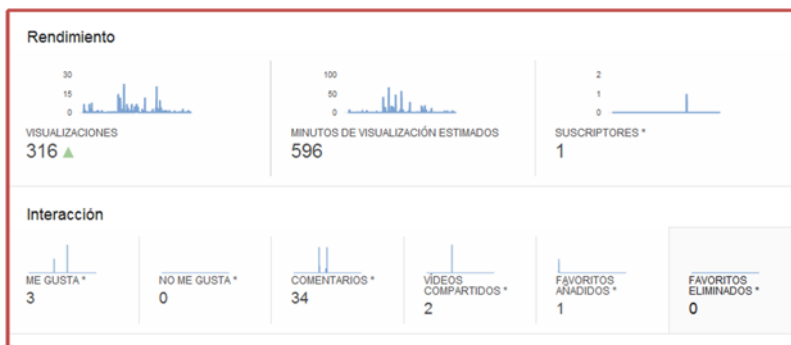 Rendimiento
30
15
0
100
50
0
2
1
0
VISUALIZACIONES
316
MINUTOS DE VISUALIZACIÓN ESTIMADOS
596
SUSCRIPTORES *
1
Interacción
ME GUSTA *
3
NO ME GUSTA *
0
COMENTARIOS *
34
VÍDEOS
COMPARTIDOS *
2
FAVORITOS
AÑADIDOS *
1
FAVORITOS
ELIMINADOS *
0